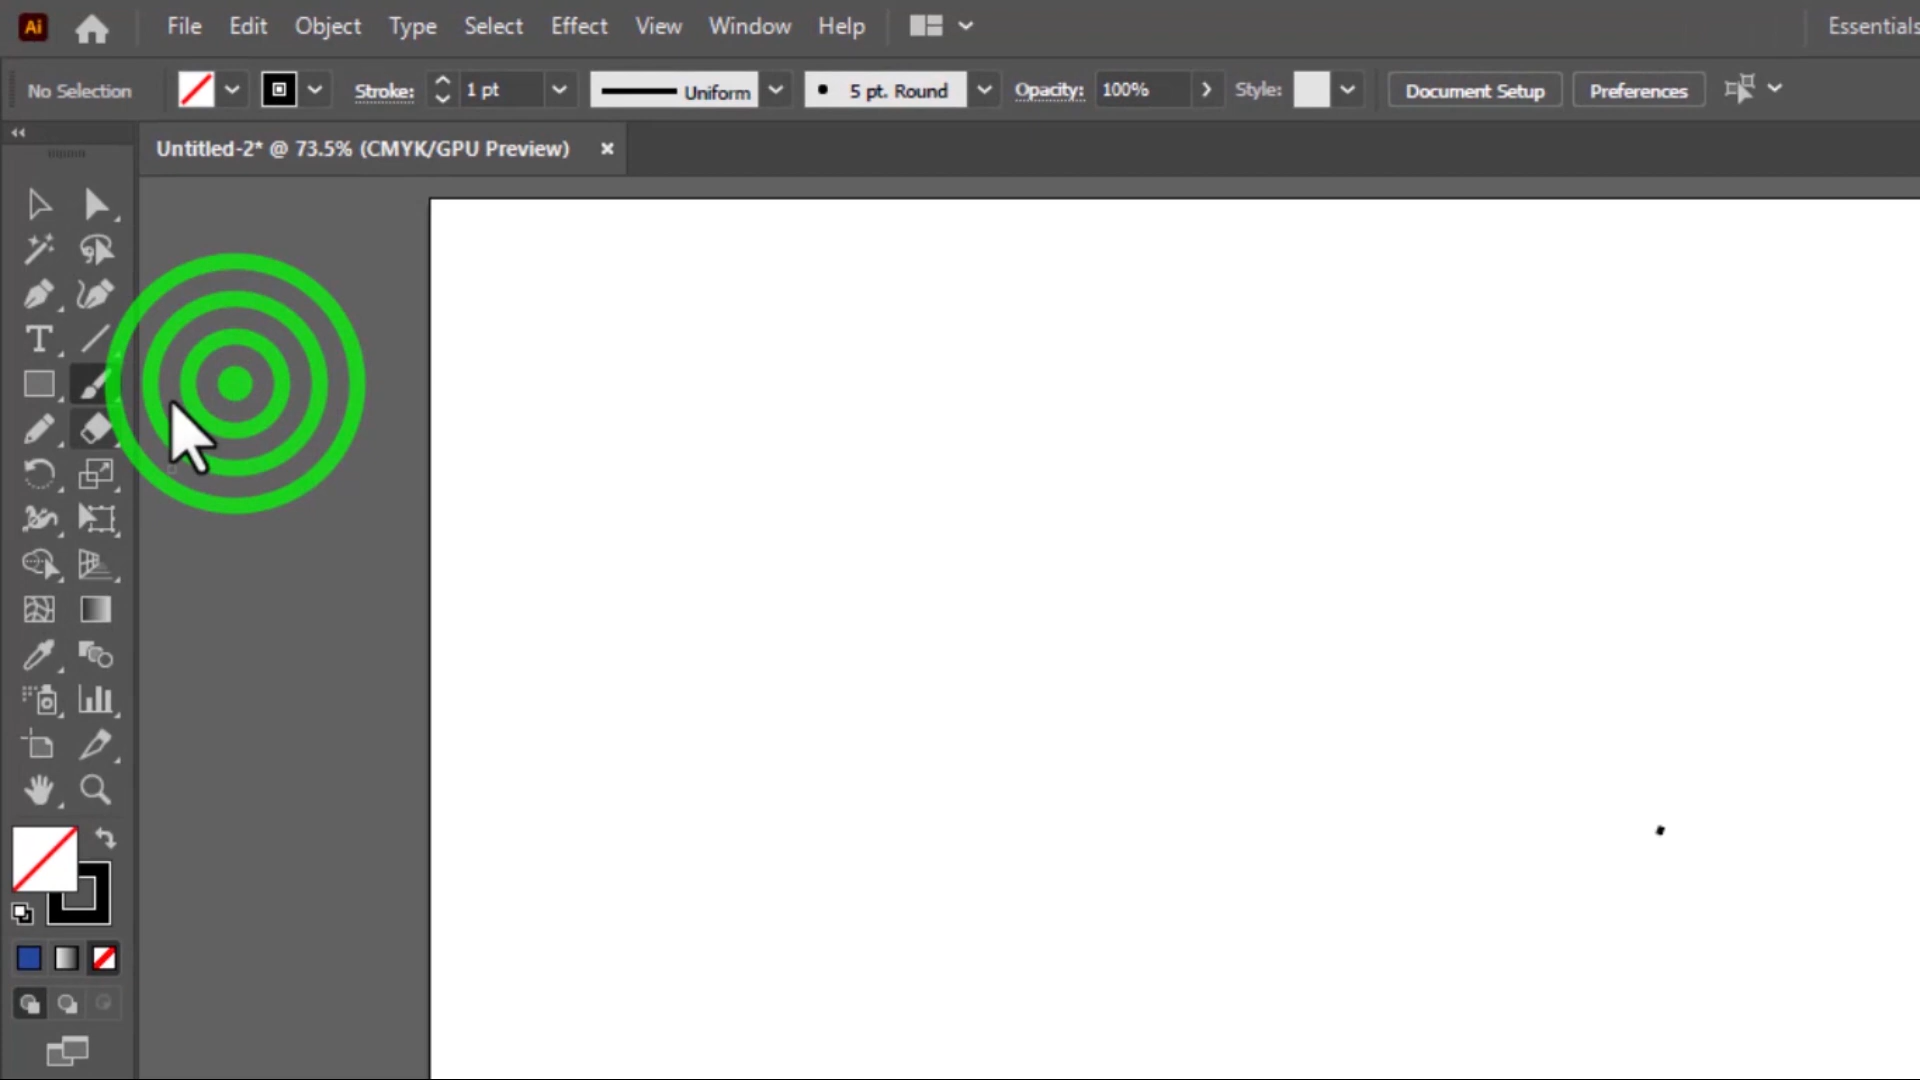 Ai File Edit Object Type Select Effect View Window Help Essentials
No Selection Stroke: 1 pt Uniform 5 pt. Round Opacity: 100% Style: Document Setup Preferences
Untitled-2* @ 73.5% (CMYK/GPU Preview)
T